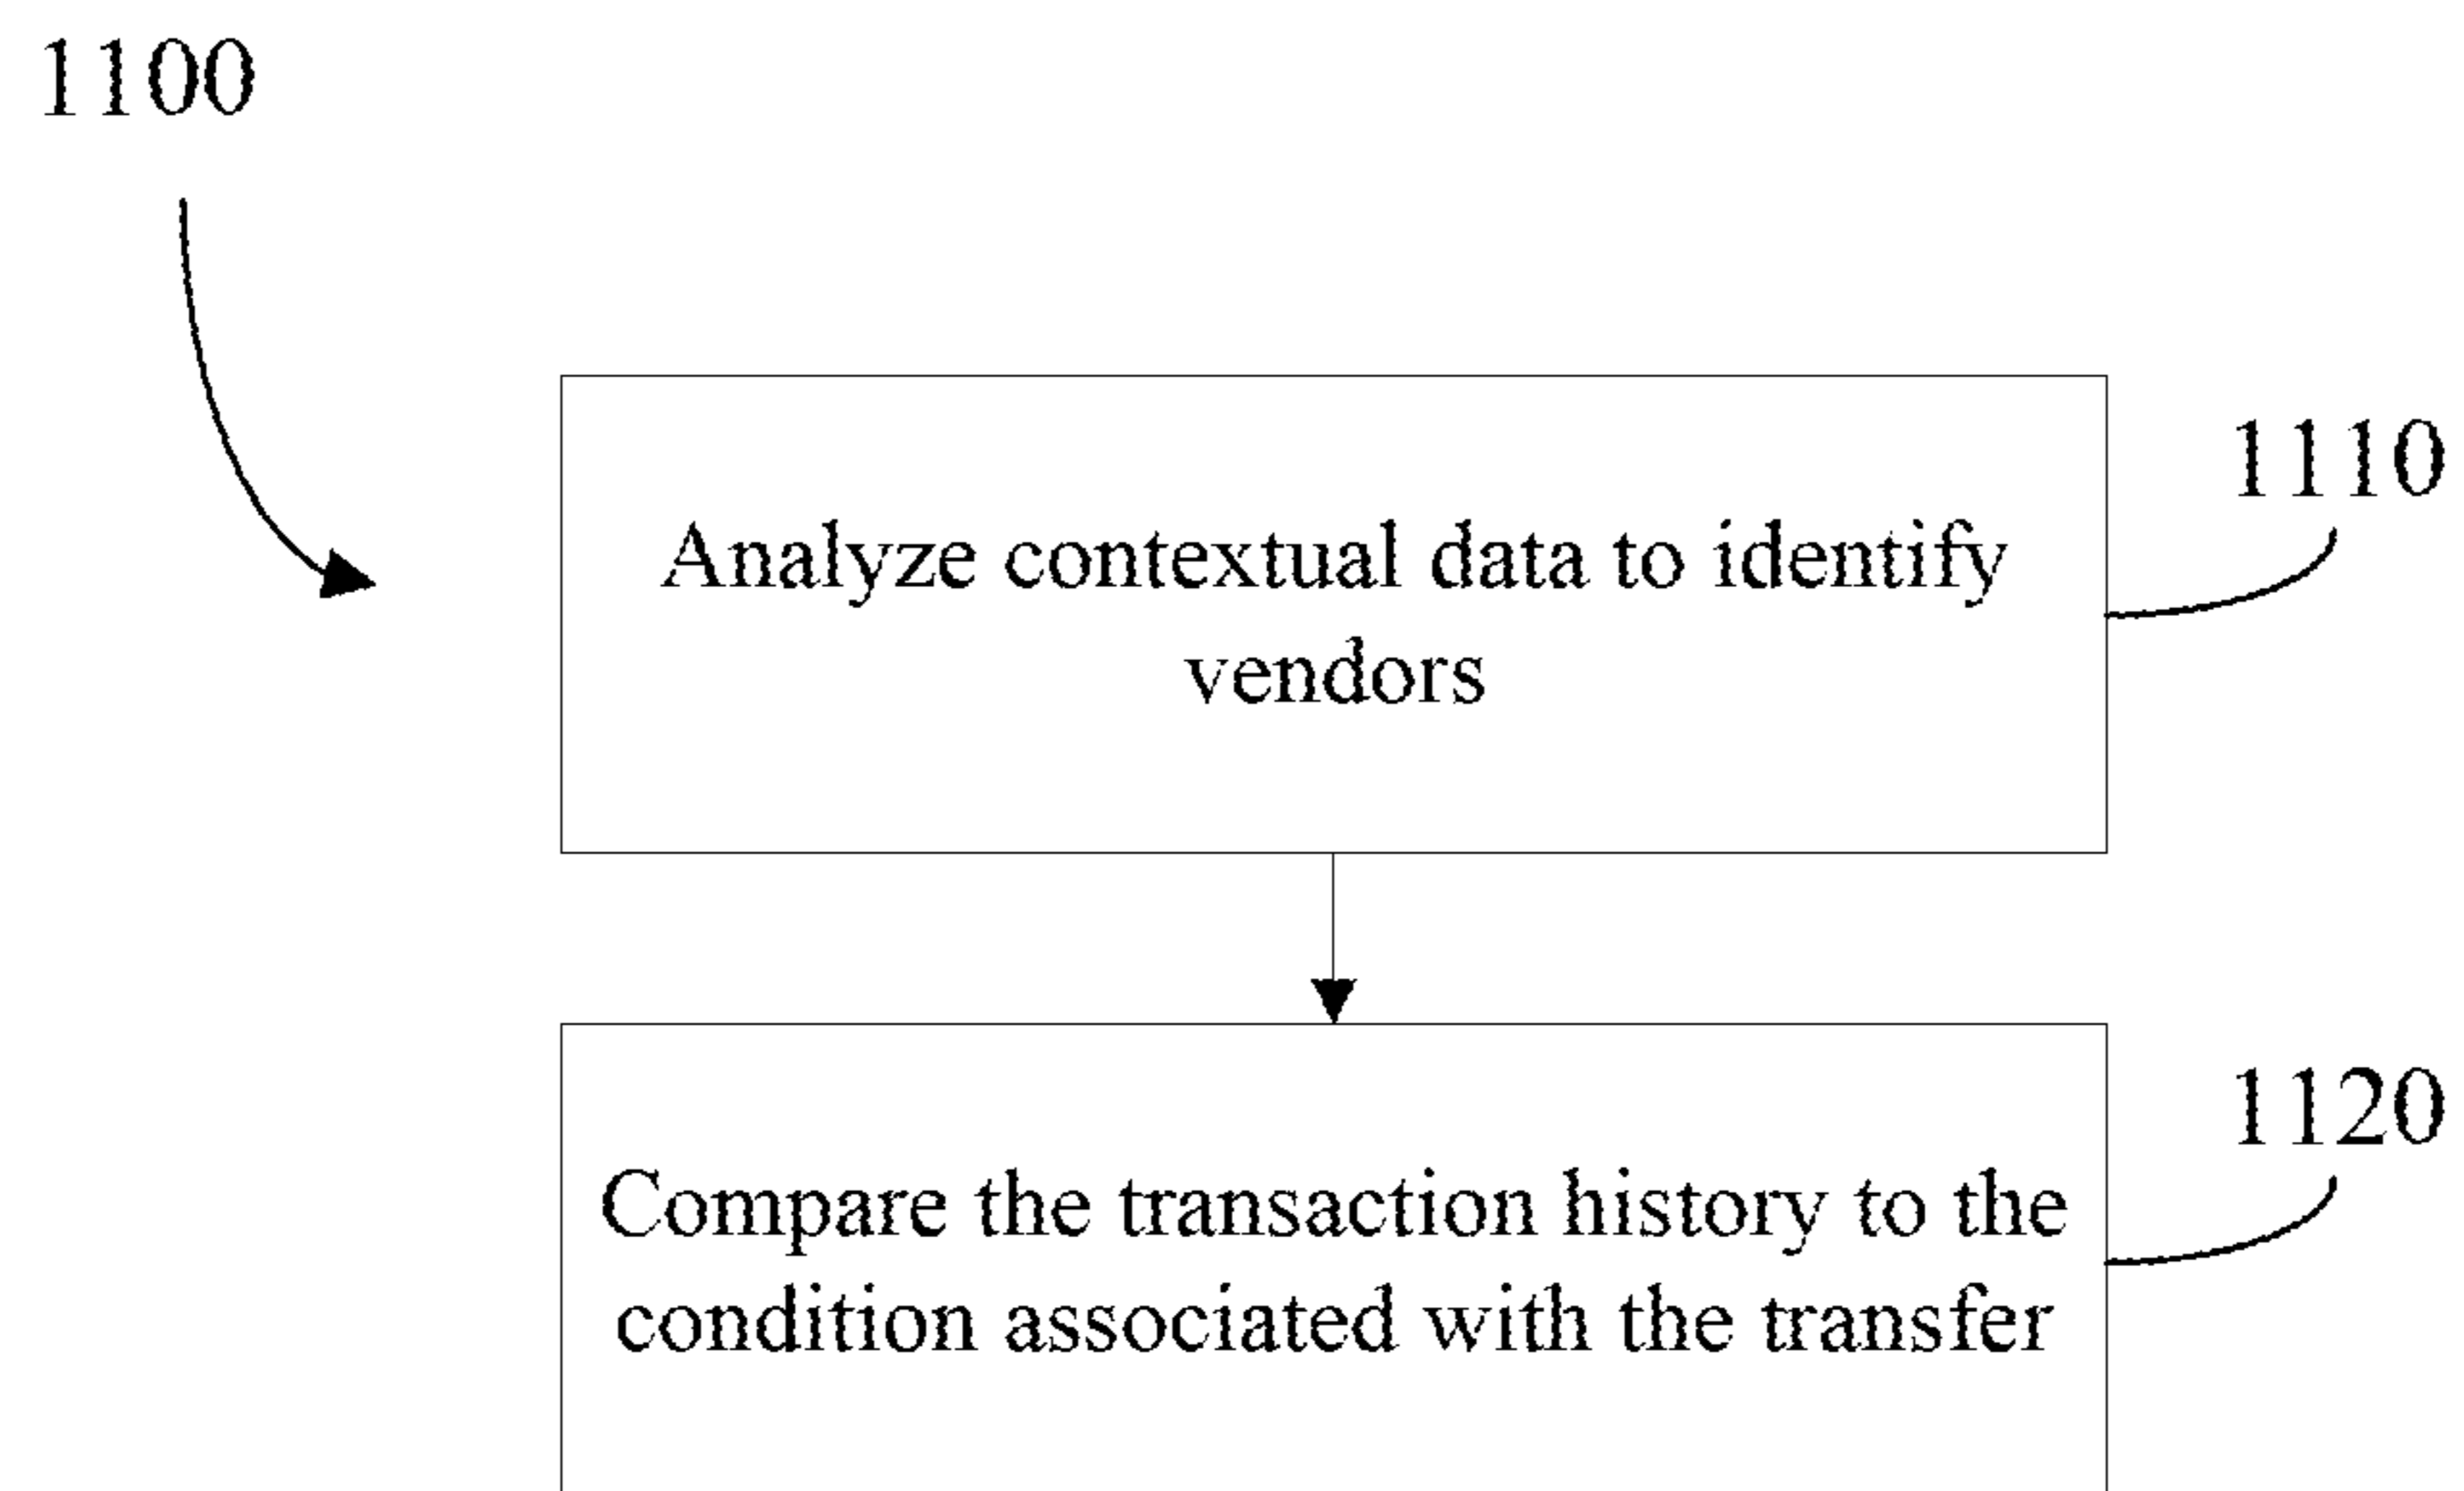 1100
1110
Analyze contextual data to identify
vendors
1120
Compare the transaction history to the
condition associated with the transfer